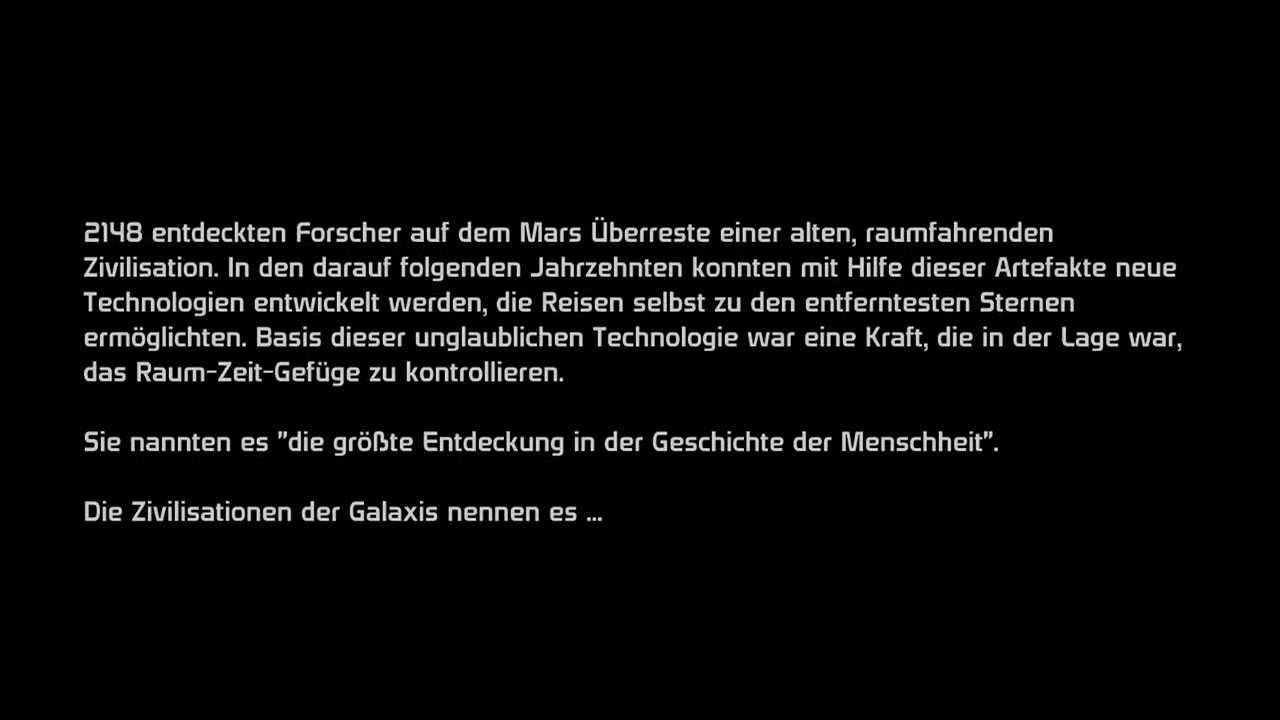 2148 entdeckten Forscher auf dem Mars Überreste einer alten, raumfahrenden
Zivilisation. In den darauf folgenden Jahrzehnten konnten mit Hilfe dieser Artefakte neue
Technologien entwickelt werden, die Reisen selbst zu den entferntesten Sternen
ermöglichten. Basis dieser unglaublichen Technologie war eine Kraft, die in der Lage war,
das Raum-Zeit-Gefüge zu kontrollieren.
Sie nannten es "die größte Entdeckung in der Geschichte der Menschheit".
Die Zivilisationen der Galaxis nennen es ...